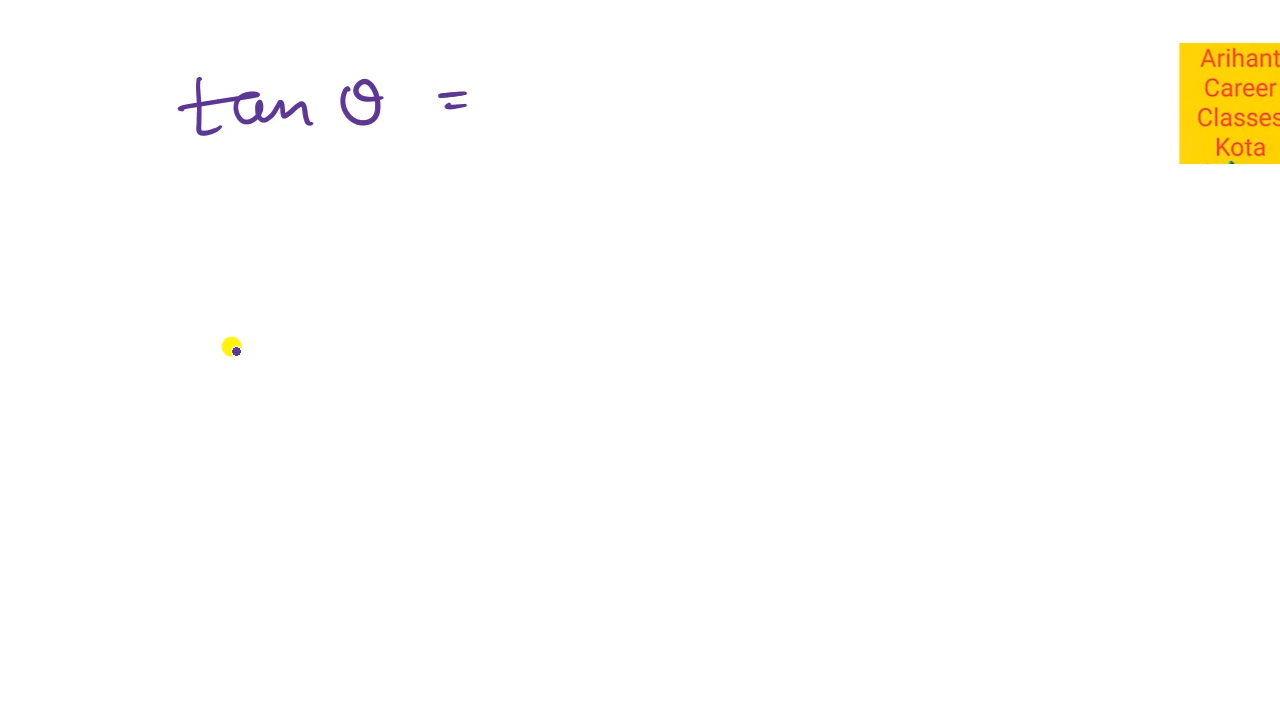 tan θ =
Arihant
Career
Classes
Kota